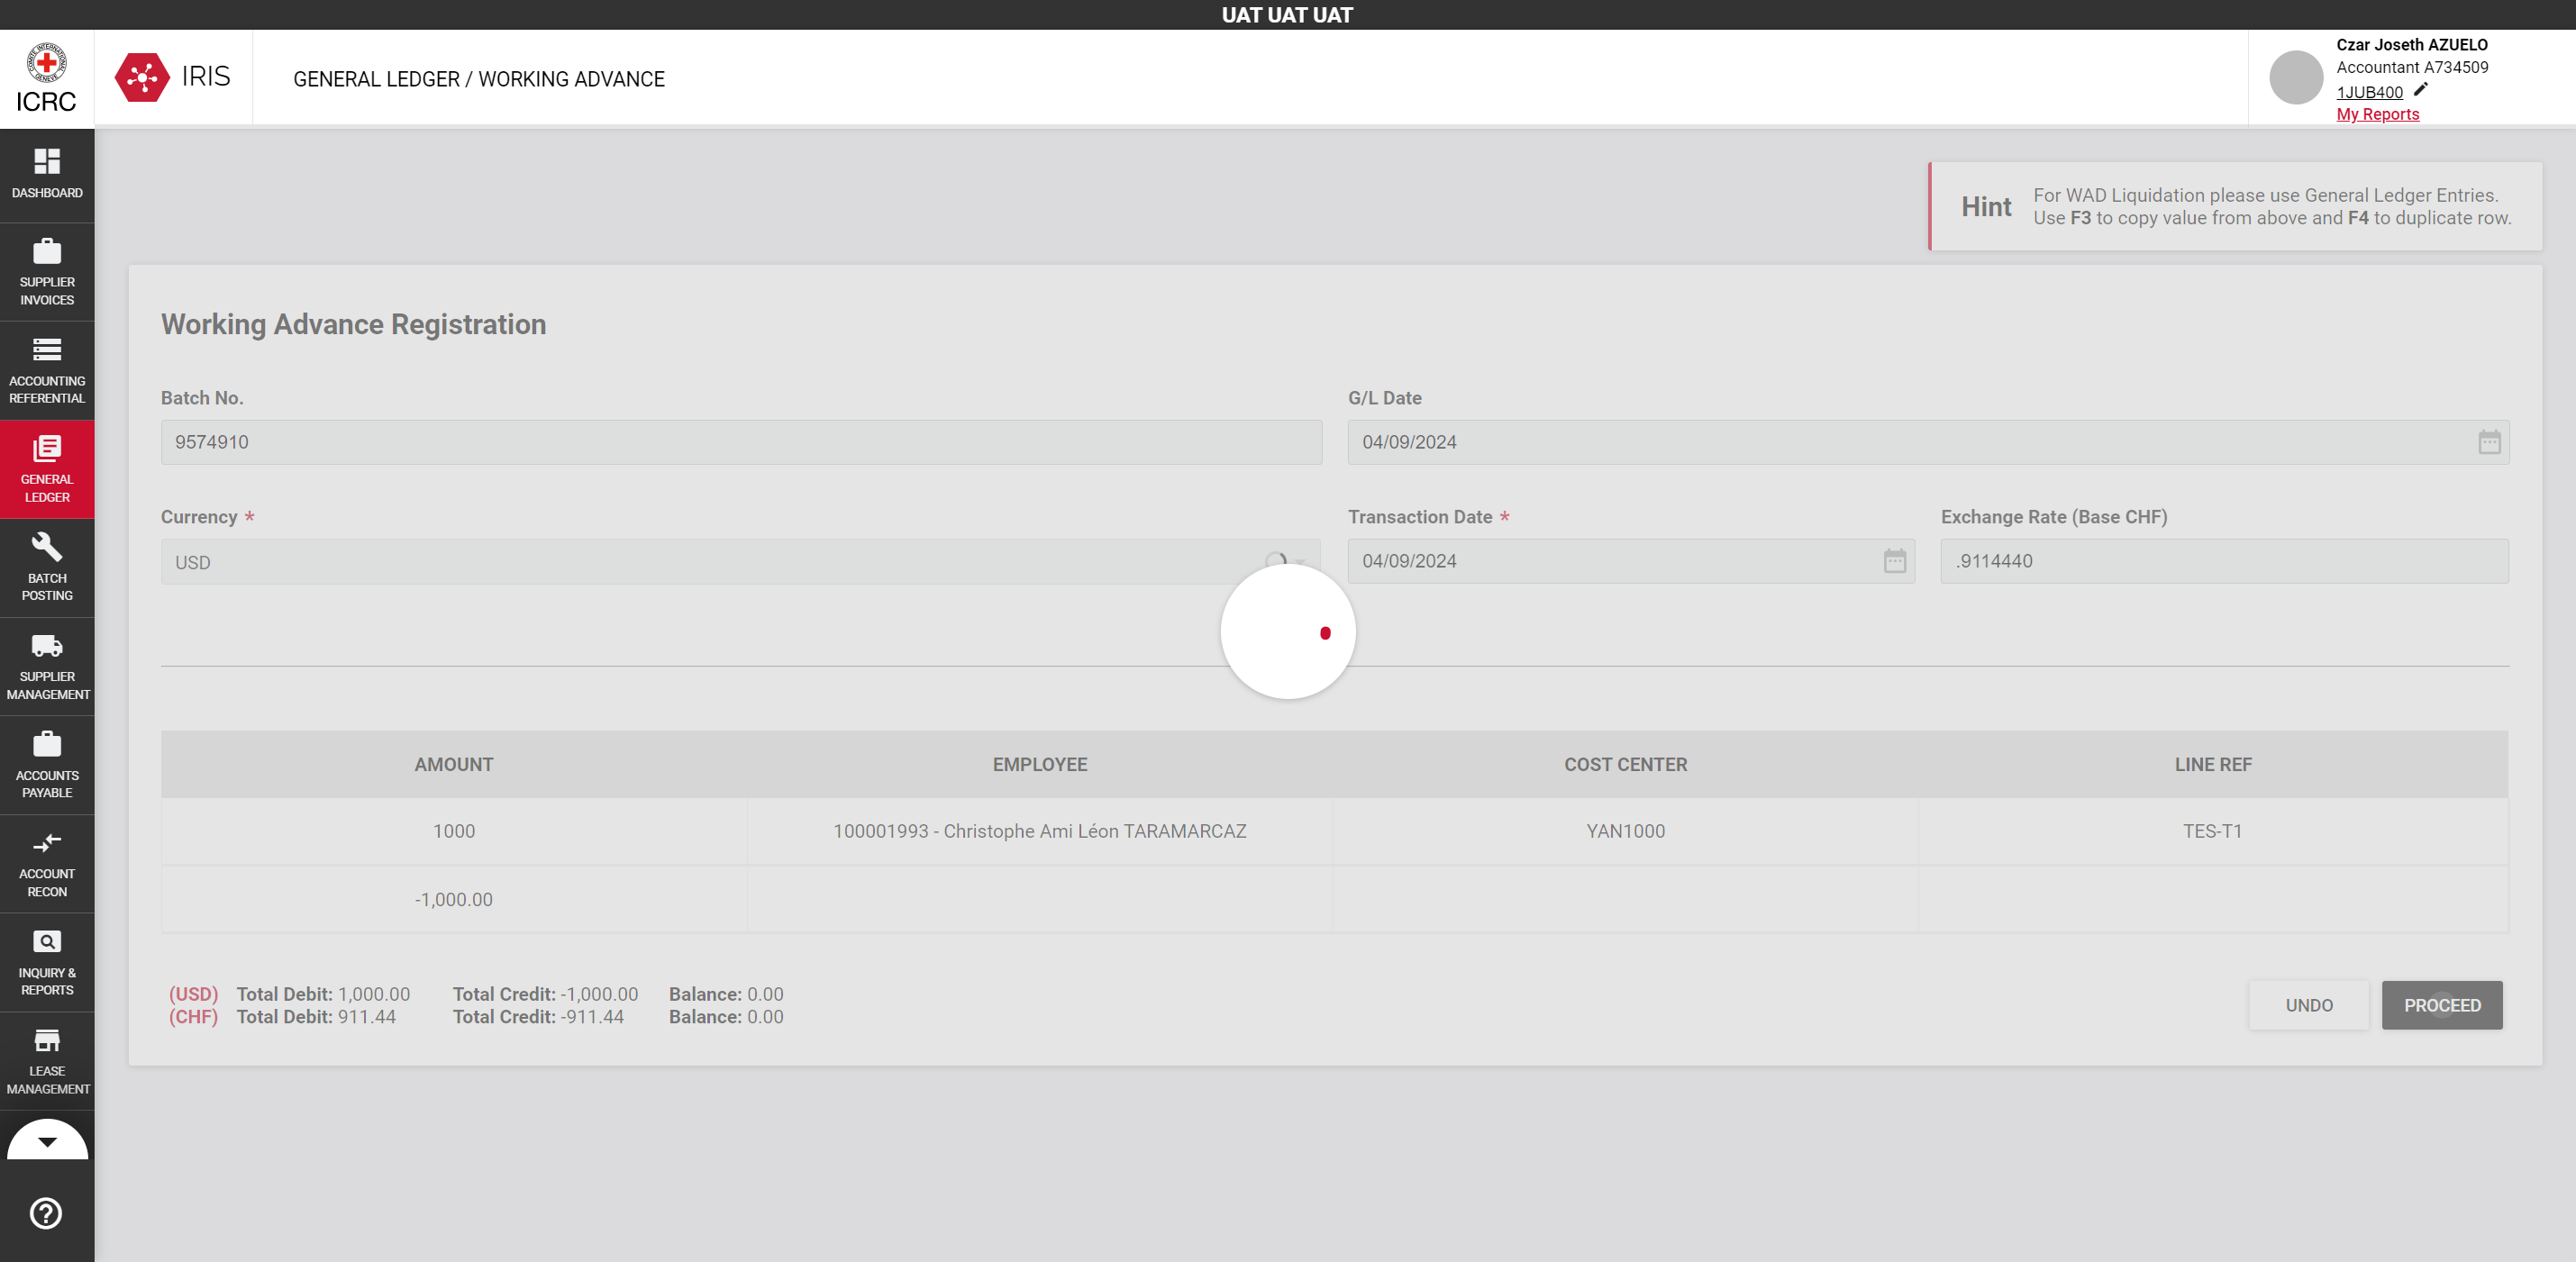 UAT UAT UAT
ICRC
IRIS
GENERAL LEDGER / WORKING ADVANCE
Czar Joseth AZUELO
Accountant A734509
1JUB400
My Reports
DASHBOARD
SUPPLIER
INVOICES
ACCOUNTING
REFERENTIAL
GENERAL
LEDGER
BATCH
POSTING
SUPPLIER
MANAGEMENT
ACCOUNTS
PAYABLE
ACCOUNT
RECON
INQUIRY &
REPORTS
LEASE
MANAGEMENT
Hint
For WAD Liquidation please use General Ledger Entries.
Use F3 to copy value from above and F4 to duplicate row.
Working Advance Registration
Batch No.
G/L Date
9574910
04/09/2024
Currency *
Transaction Date *
Exchange Rate (Base CHF)
USD
04/09/2024
.9114440
AMOUNT EMPLOYEE COST CENTER LINE REF
1000 100001993 - Christophe Ami Léon TARAMARCAZ YAN1000 TES-T1
-1,000.00
(USD) Total Debit: 1,000.00 Total Credit: -1,000.00 Balance: 0.00
(CHF) Total Debit: 911.44 Total Credit: -911.44 Balance: 0.00
UNDO
PROCEED